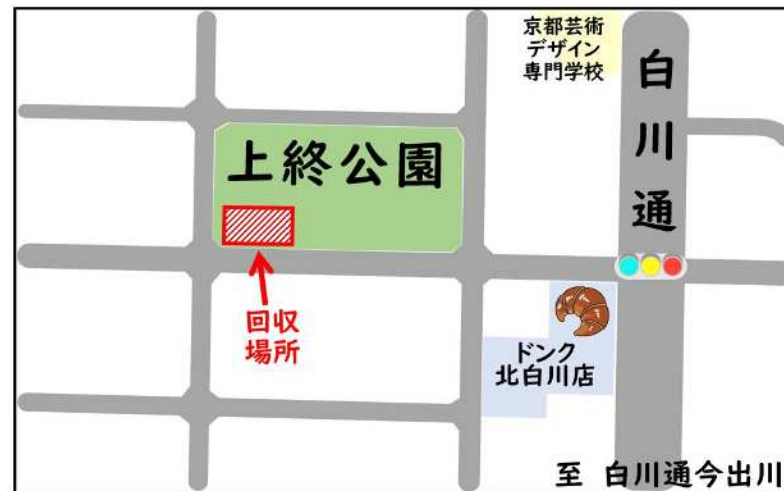 京都芸術
デザイン
専門学校
白川通
上終公園
回収
場所
ドンク
北白川店
至 白川通今出川